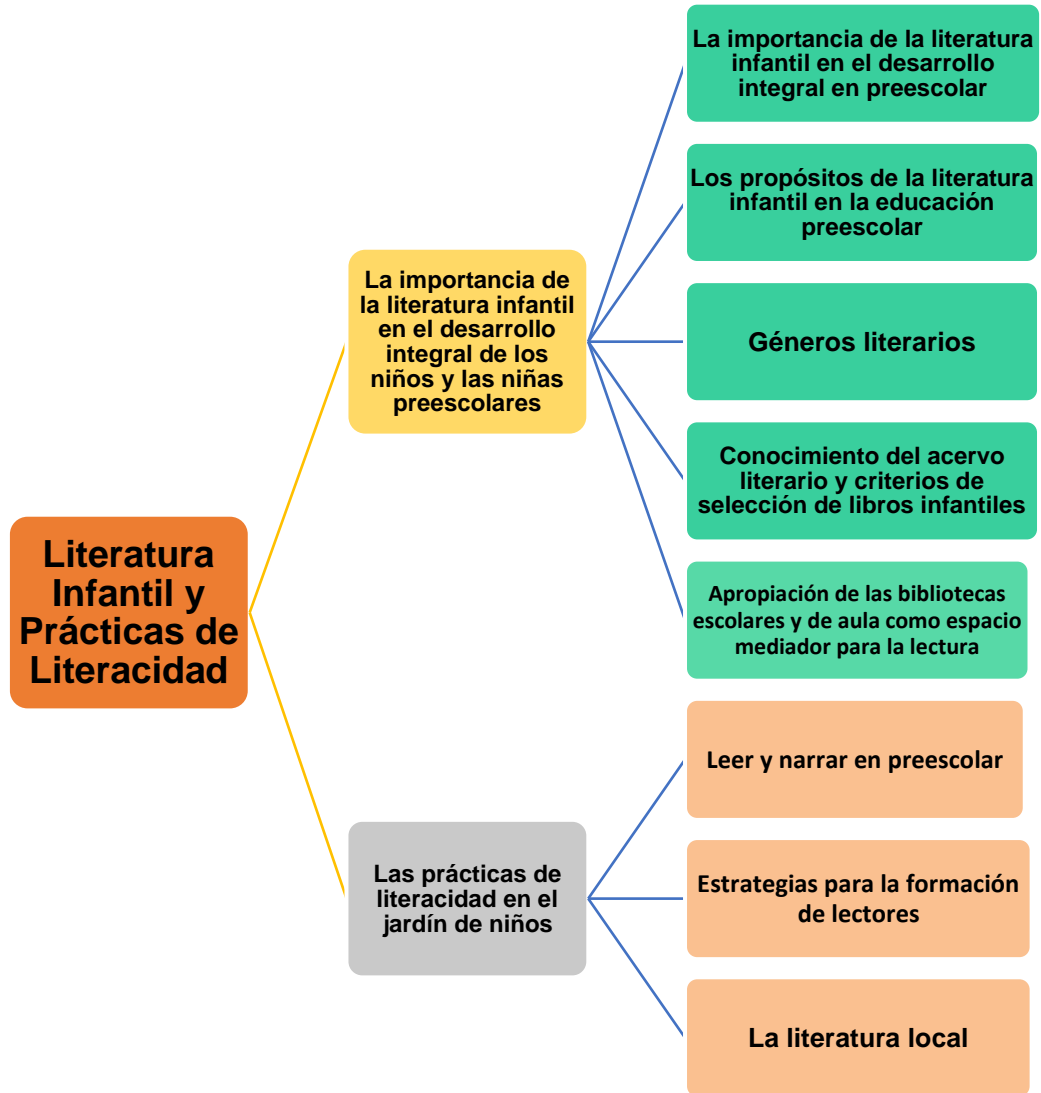 Literatura
Infantil y
Prácticas de
Literacidad
La importancia de
la literatura infantil
en el desarrollo
integral de los
niños y las niñas
preescolares
La importancia de la literatura
infantil en el desarrollo
integral en preescolar
Los propósitos de la literatura
infantil en la educación
preescolar
Géneros literarios
Conocimiento del acervo
literario y criterios de
selección de libros infantiles
Apropiación de las bibliotecas
escolares y de aula como espacio
mediador para la lectura
Las prácticas de
literacidad en el
jardín de niños
Leer y narrar en preescolar
Estrategias para la formación
de lectores
La literatura local